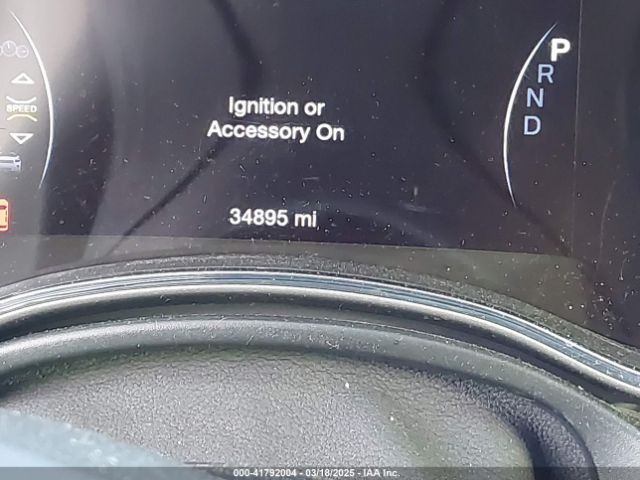 P
R
N
D
SPEED
Ignition or
Accessory On
34895 mi
000-41792004 - 03/18/2025 - IAA Inc.